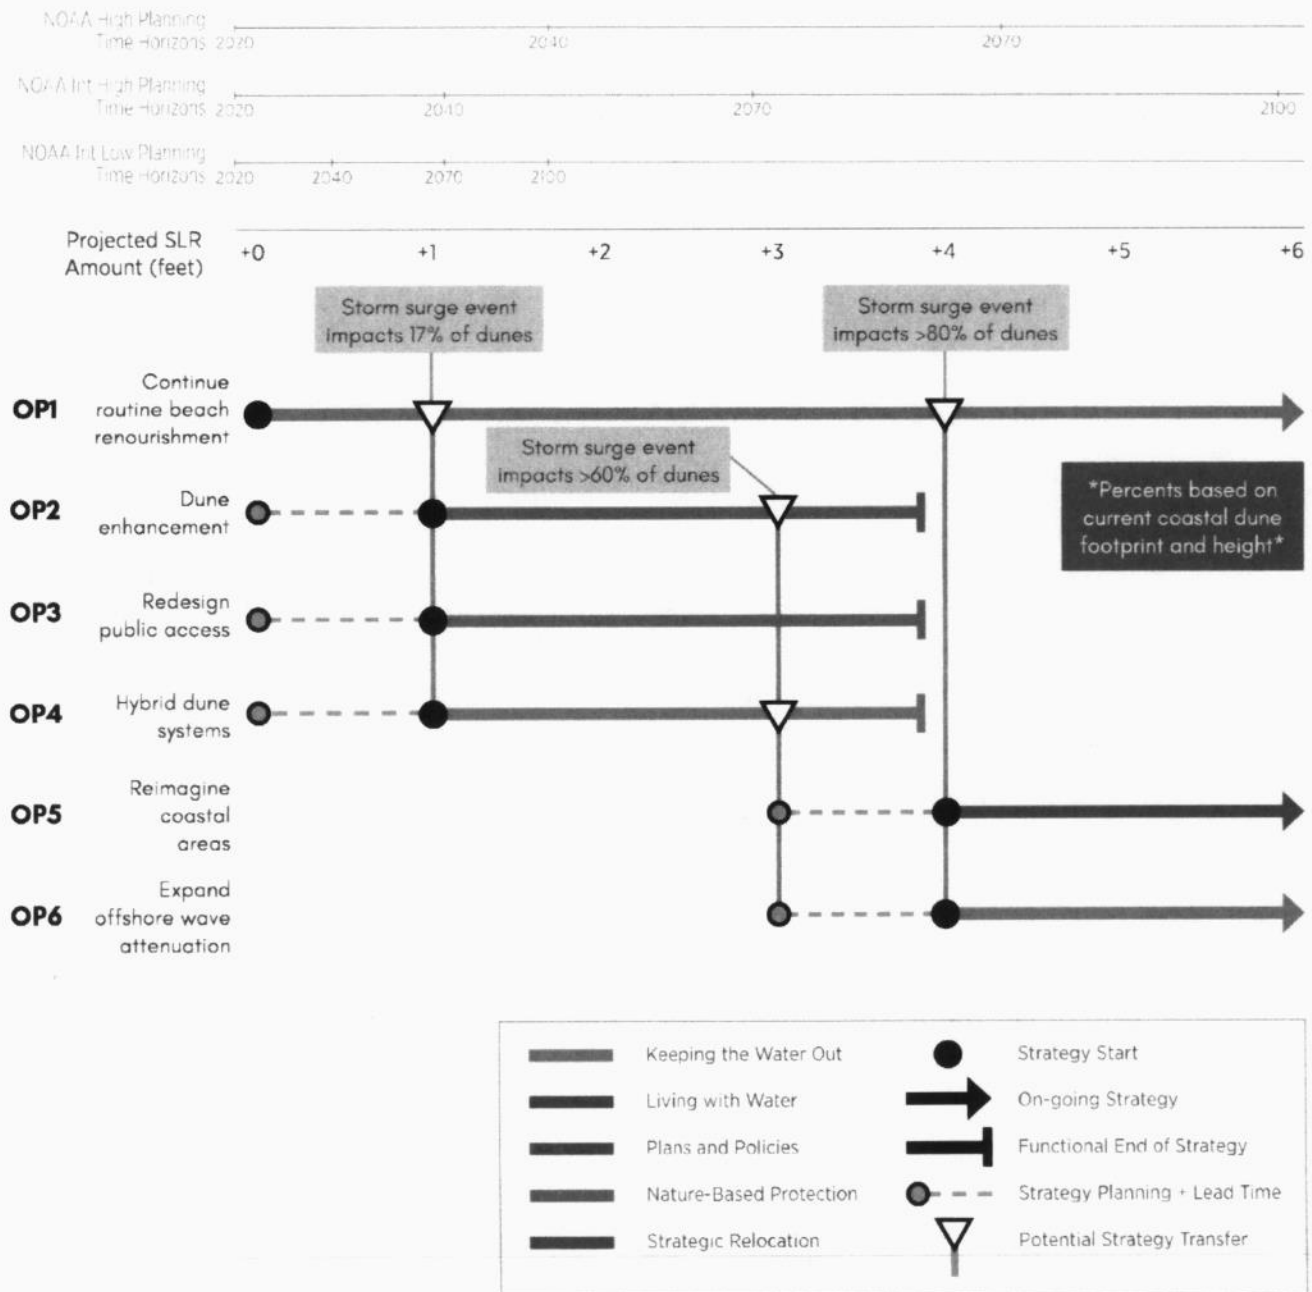 NOAA High Planning
Time Horizons 2020 2040 2070
NOAA Int High Planning
Time Horizons 2020 2040 2070 2100
NOAA Int Low Planning
Time Horizons 2020 2040 2070 2100
Projected SLR
Amount (feet)
+0 +1 +2 +3 +4 +5 +6
Storm surge event
impacts 17% of dunes
Storm surge event
impacts >80% of dunes
OP1
Continue
routine beach
renourishment
Storm surge event
impacts >60% of dunes
*Percents based on
current coastal dune
footprint and height*
OP2
Dune
enhancement
OP3
Redesign
public access
OP4
Hybrid dune
systems
OP5
Reimagine
coastal
areas
OP6
Expand
offshore wave
attenuation
Keeping the Water Out
Living with Water
Plans and Policies
Nature-Based Protection
Strategic Relocation
Strategy Start
On-going Strategy
Functional End of Strategy
Strategy Planning + Lead Time
Potential Strategy Transfer